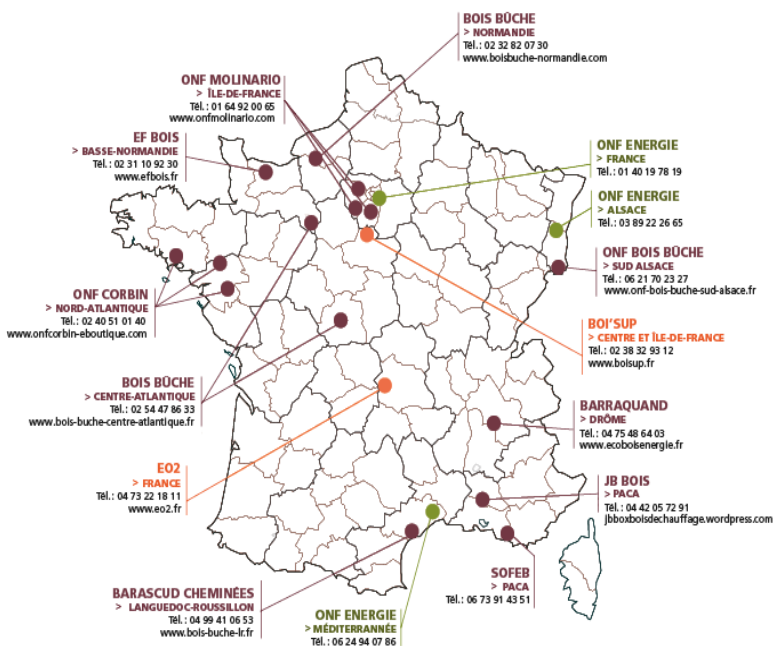 BOIS BÛCHE
> NORMANDIE
Tél.: 02 32 82 07 30
www.boisbuche-normandie.com
ONF MOLINARIO
> ÎLE-DE-FRANCE
Tél.: 01 64 92 00 65
www.onfmolinario.com
EF BOIS
> BASSE-NORMANDIE
Tél.: 02 31 10 92 30
www.efbois.fr
ONF ENERGIE
> FRANCE
Tél.: 01 40 19 78 19
ONF ENERGIE
> ALSACE
Tél.: 03 89 22 26 65
ONF BOIS BÛCHE
> SUD ALSACE
Tél.: 06 21 70 23 27
www.onf-bois-buche-sud-alsace.fr
ONF CORBIN
> NORD-ATLANTIQUE
Tél.: 02 40 51 01 40
www.onfcorbin-eboutique.com
BOI'SUP
> CENTRE ET ÎLE-DE-FRANCE
Tél.: 02 38 32 93 12
www.boisup.fr
BOIS BÛCHE
> CENTRE-ATLANTIQUE
Tél.: 02 54 47 86 33
www.bois-buche-centre-atlantique.fr
BARRAQUAND
> DRÔME
Tél.: 04 75 48 64 03
www.ecoboisenergie.fr
EO2
> FRANCE
Tél.: 04 73 22 18 11
www.eo2.fr
JB BOIS
> PACA
Tél.: 04 42 05 72 91
jbboxboisdechauffage.wordpress.com
SOFEB
> PACA
Tél.: 06 73 91 43 51
BARASCUD CHEMINÉES
> LANGUEDOC-ROUSSILLON
Tél.: 04 99 41 06 53
www.bois-buche-lr.fr
ONF ENERGIE
> MÉDITERRANNÉE
Tél.: 06 24 94 07 86